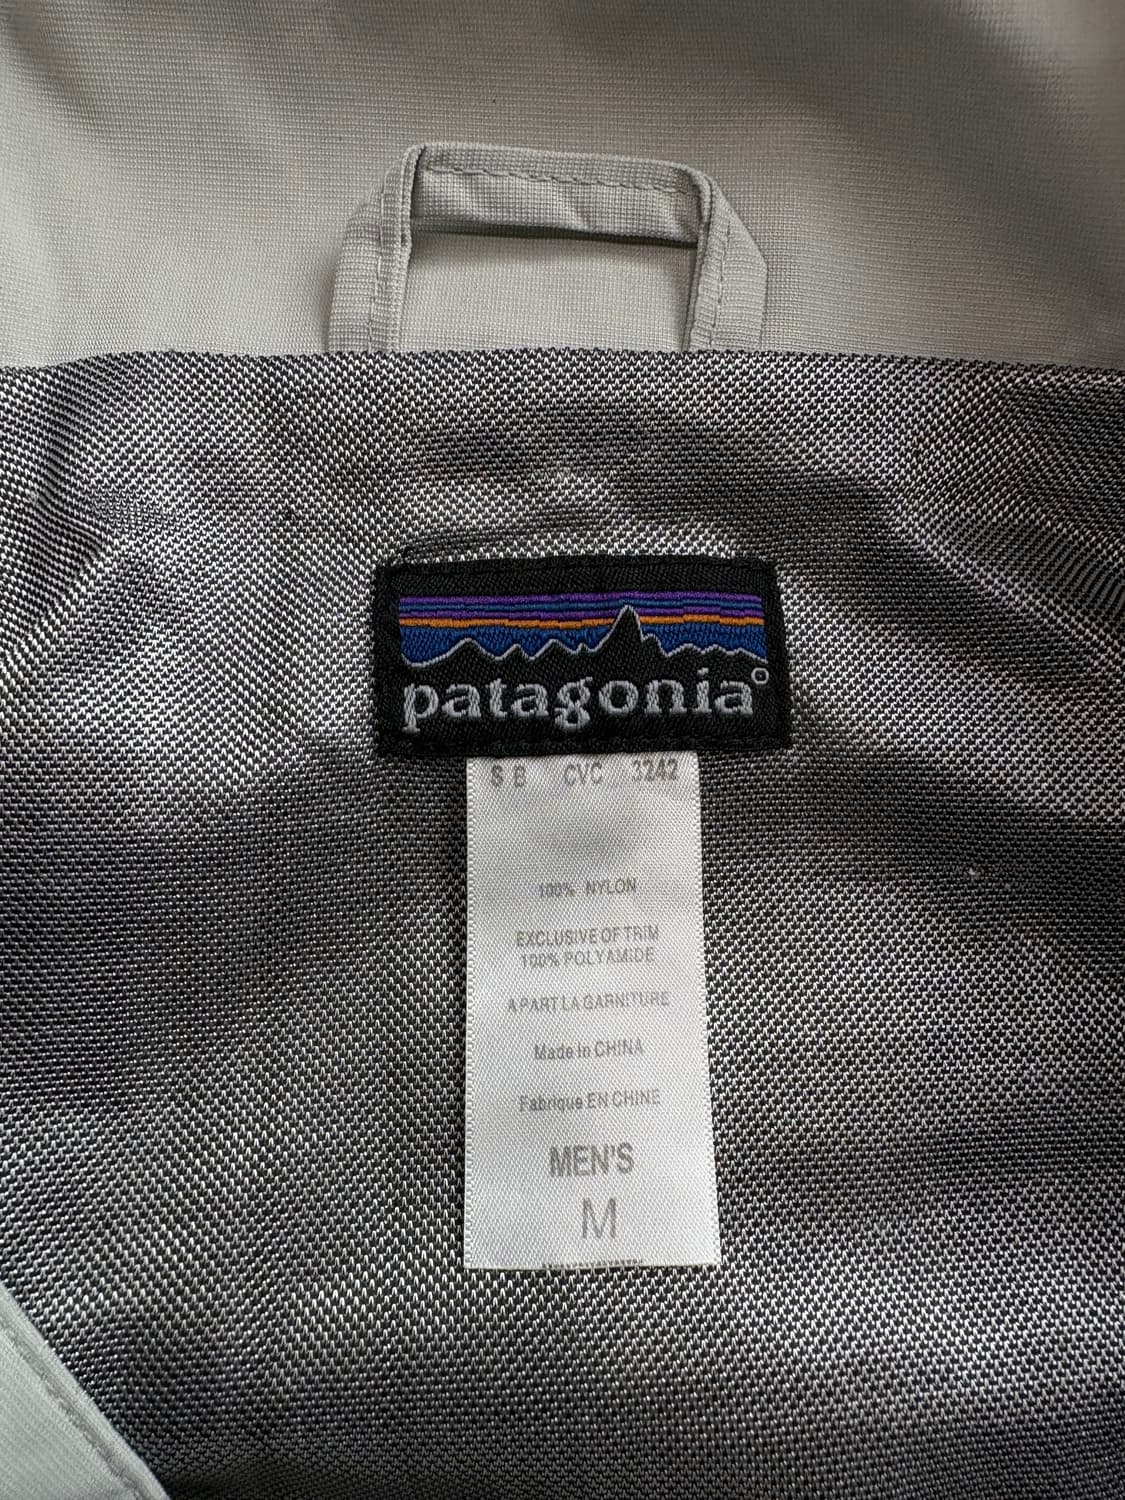 patagonia®
S B CVC 3242
100% NYLON
EXCLUSIVE OF TRIM
100% POLYAMIDE
A PART LA GARNITURE
Made in CHINA
Fabrique EN CHINE
MEN'S
M